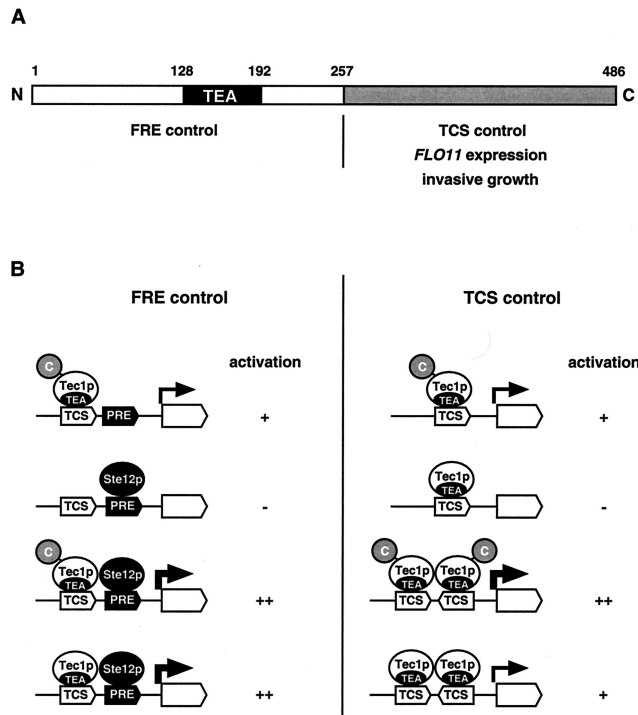 A
1 128 192 257 486
N TEA C
FRE control TCS control
FLO11 expression
invasive growth
B
FRE control TCS control
activation activation
C C
Tec1p Tec1p
TEA TEA
TCS PRE + TCS +
Ste12p Tec1p
TEA
TCS PRE - TCS -
C C C
Tec1p Ste12p Tec1p Tec1p
TEA TEA TEA
TCS PRE ++ TCS TCS ++
Tec1p Ste12p Tec1p Tec1p
TEA TEA TEA
TCS PRE ++ TCS TCS +